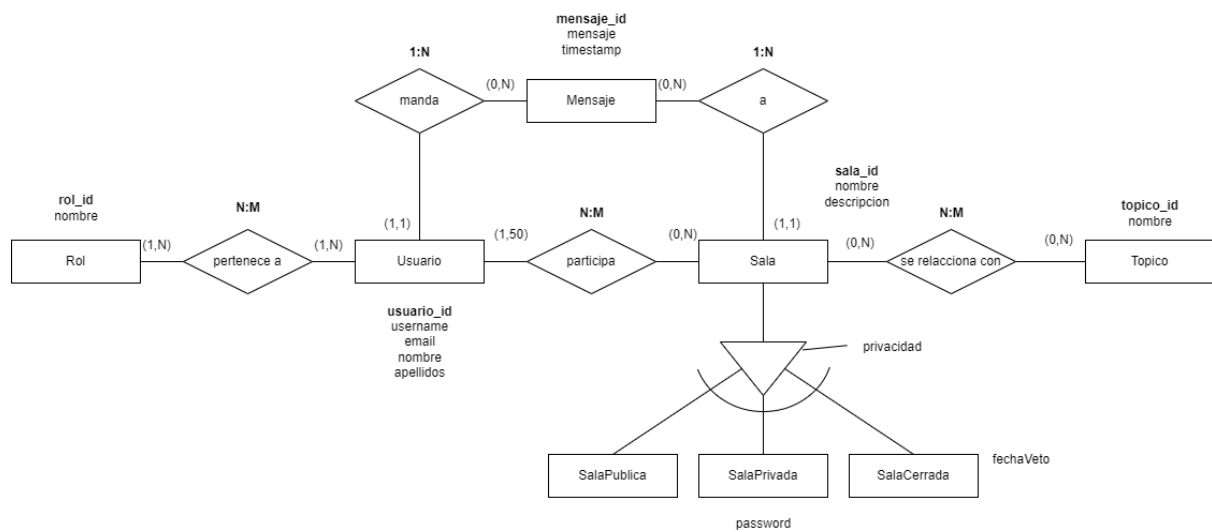 mensaje_id
mensaje
timestamp
1:N
1:N
manda
(0,N)
Mensaje
(0,N)
a
rol_id
nombre
N:M
(1,1)
N:M
(1,1)
sala_id
nombre
descripcion
N:M
topico_id
nombre
Rol
(1,N)
pertenece a
(1,N)
Usuario
(1,50)
participa
(0,N)
Sala
(0,N)
se relacciona con
(0,N)
Topico
usuario_id
username
email
nombre
apellidos
privacidad
SalaPublica
SalaPrivada
SalaCerrada
fechaVeto
password